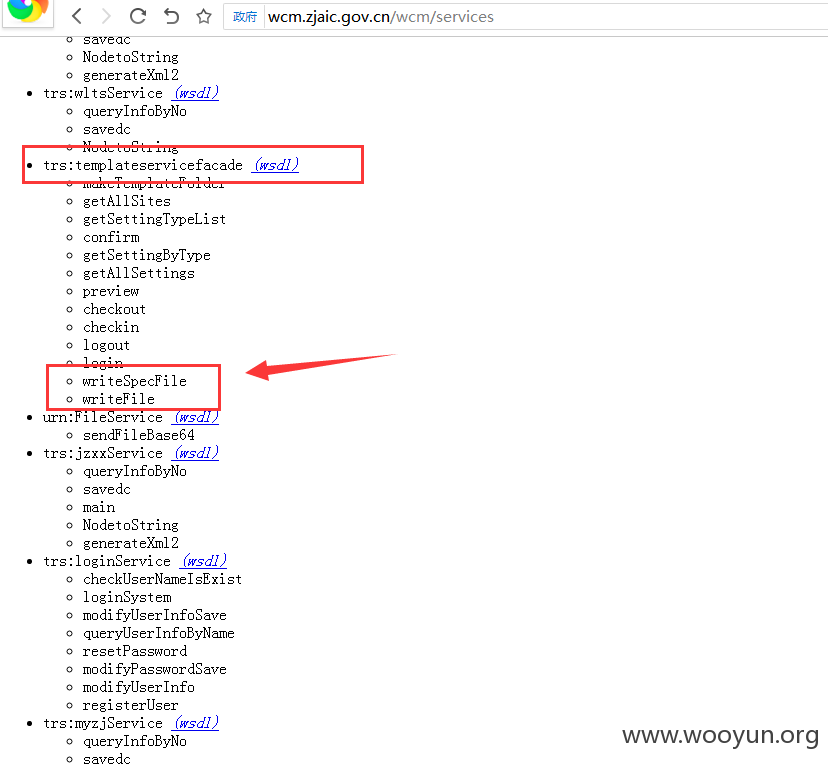 政府 wcm.zjaic.gov.cn/wcm/services
savedc
NodetoString
generateXml2
trs:wltsService (wsdl)
queryInfoByNo
savedc
NodetoString
trs:templateservicefacade (wsdl)
makeTemplateFolder
getAllSites
getSettingTypeList
confirm
getSettingByType
getAllSettings
preview
checkout
checkin
logout
login
writeSpecFile
writeFile
urn:FileService (wsdl)
sendFileBase64
trs:jzxxService (wsdl)
queryInfoByNo
savedc
main
NodetoString
generateXml2
trs:loginService (wsdl)
checkUserNameIsExist
loginSystem
modifyUserInfoSave
queryUserInfoByName
resetPassword
modifyPasswordSave
modifyUserInfo
registerUser
trs:myzjService (wsdl)
queryInfoByNo
savedc
www.wooyun.org